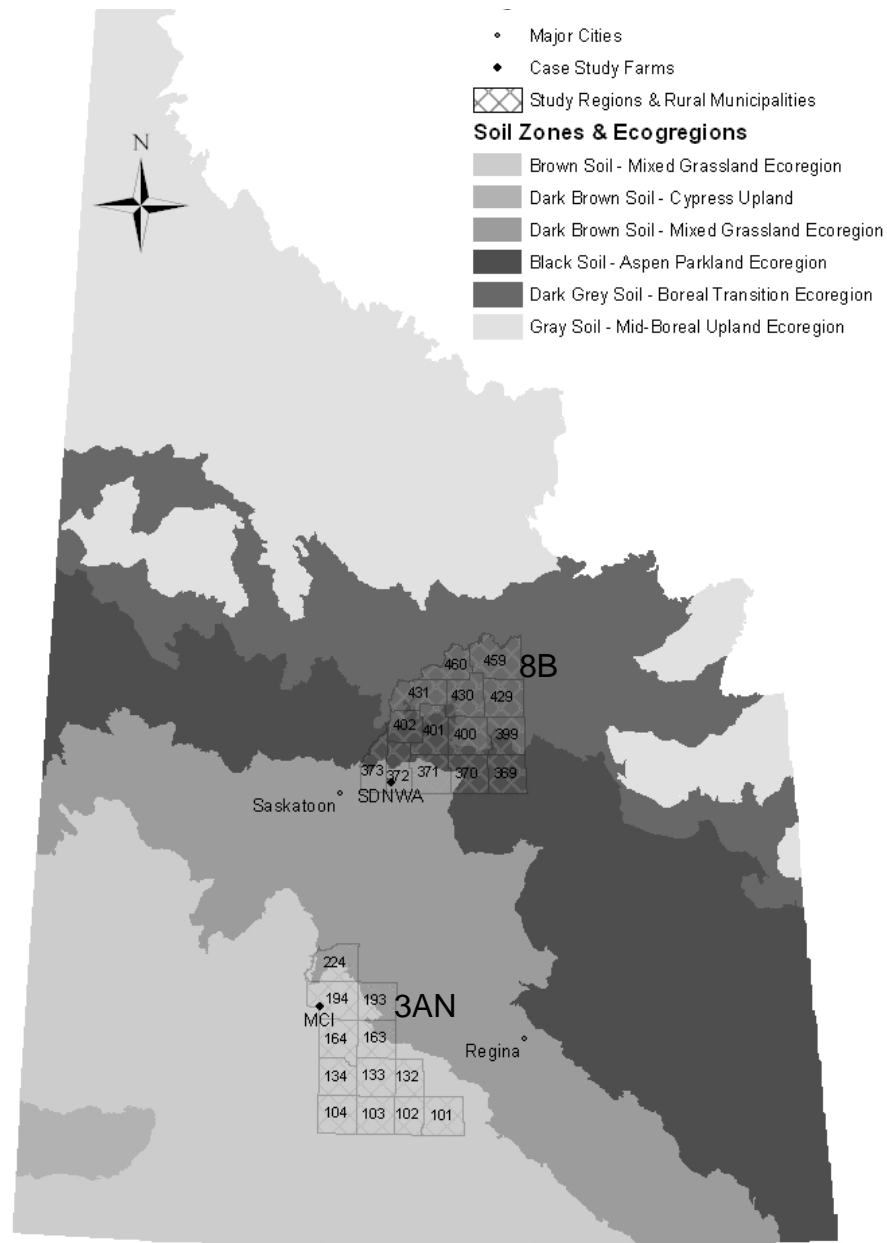 Major Cities
Case Study Farms
Study Regions & Rural Municipalities
Soil Zones & Ecogregions
Brown Soil - Mixed Grassland Ecoregion
Dark Brown Soil - Cypress Upland
Dark Brown Soil - Mixed Grassland Ecoregion
Black Soil - Aspen Parkland Ecoregion
Dark Grey Soil - Boreal Transition Ecoregion
Gray Soil - Mid-Boreal Upland Ecoregion
N
460 459 8B
431 430 429
402 401 400 399
373 372 371 370 369
Saskatoon SDNWA
224
194 193 3AN
MCI
164 163 Regina
134 133 132
104 103 102 101